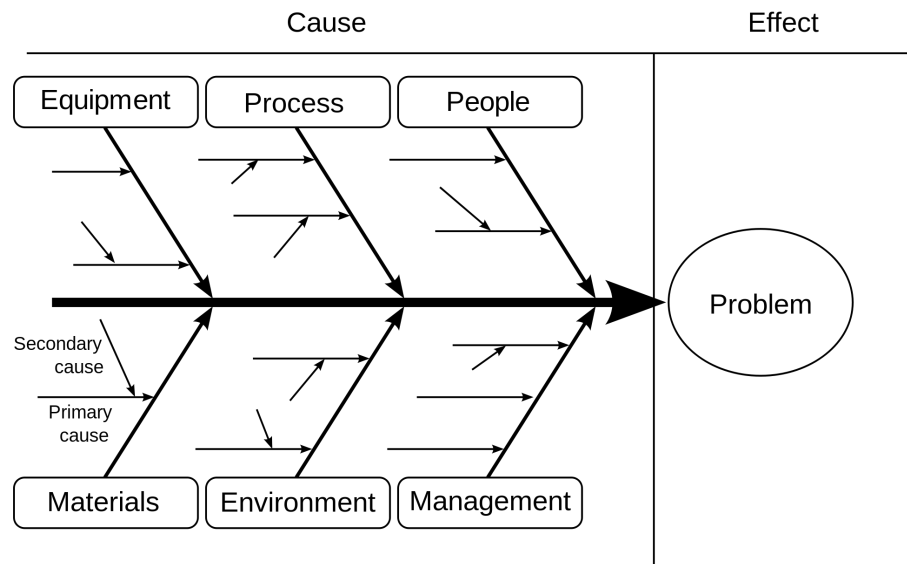 Cause
Effect
Equipment
Process
People
Problem
Secondary
cause
Primary
cause
Materials
Environment
Management